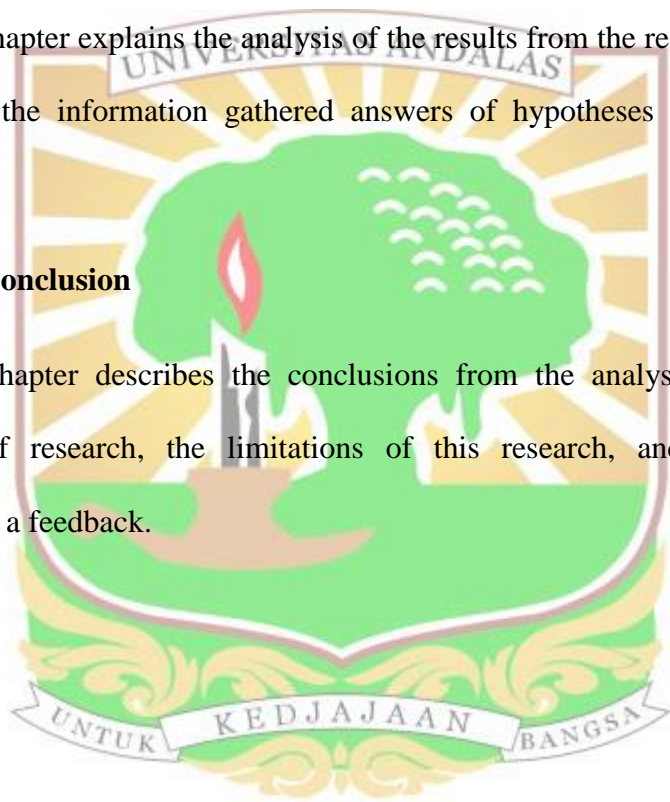 hapter explains the analysis of the results from the re
UNIVERSITAS ANDALAS
the information gathered answers of hypotheses
onclusion
hapter describes the conclusions from the analys
f research, the limitations of this research, and
a feedback.
UNTUK KEDJAJAAN BANGSA